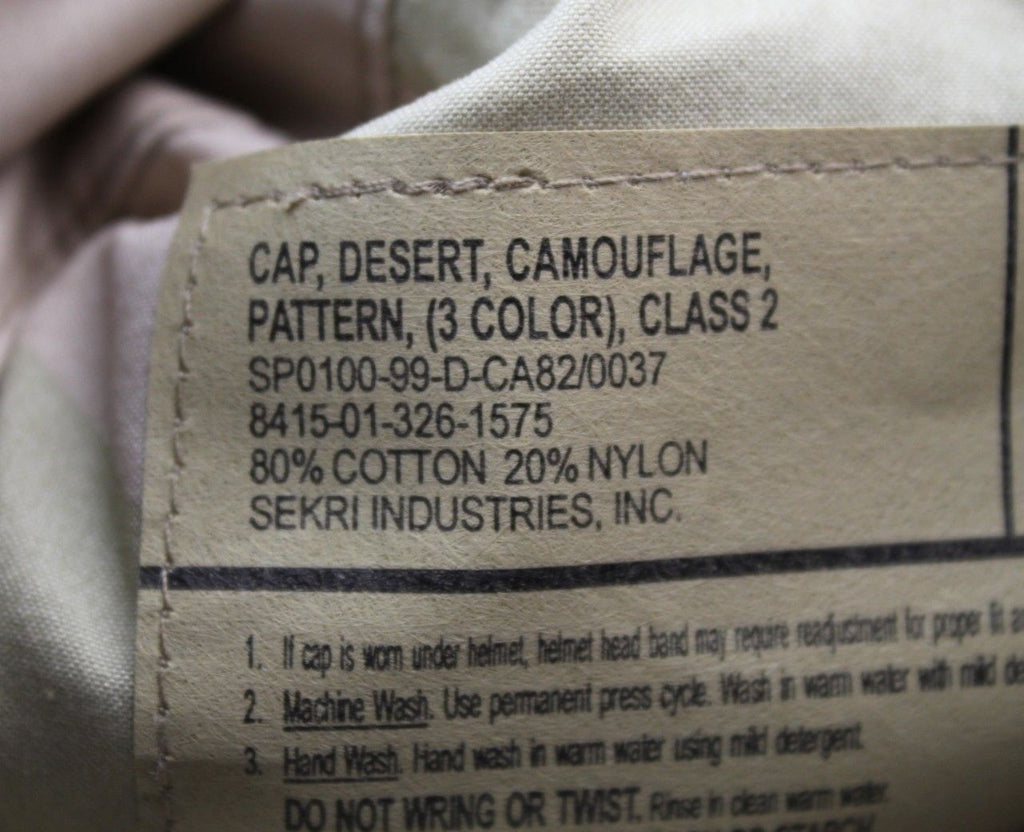 CAP, DESERT, CAMOUFLAGE,
PATTERN, (3 COLOR), CLASS 2
SP0100-99-D-CA82/0037
8415-01-326-1575
80% COTTON 20% NYLON
SEKRI INDUSTRIES, INC.
1. If cap is worn under helmet, helmet head band may require readjustment for proper fit
2. Machine Wash. Use permanent press cycle. Wash in warm water with mild
3. Hand Wash. Hand wash in warm water using mild detergent.
DO NOT WRING OR TWIST. Rinse in clean warm water.